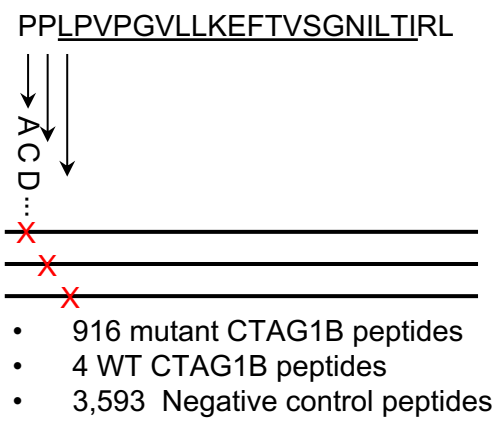 PPLPVPGVLLKEFTVSGNILTIRL
A C D ...
X
X
X
• 916 mutant CTAG1B peptides
• 4 WT CTAG1B peptides
• 3,593 Negative control peptides